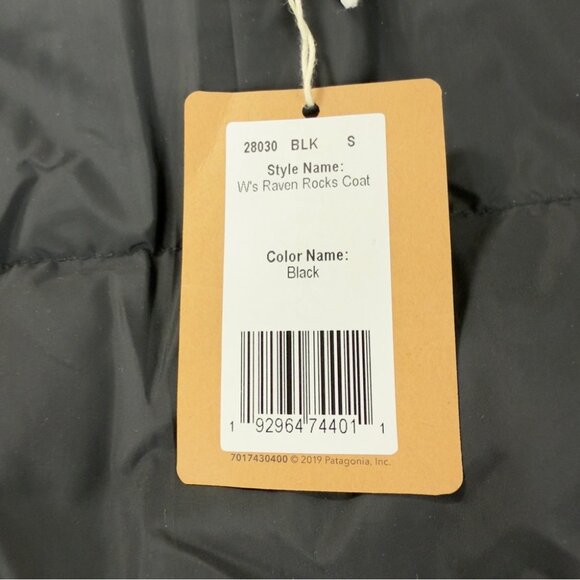 28030 BLK S
Style Name:
W's Raven Rocks Coat
Color Name:
Black
1 92964 74401 1
7017430400 © 2019 Patagonia, Inc.